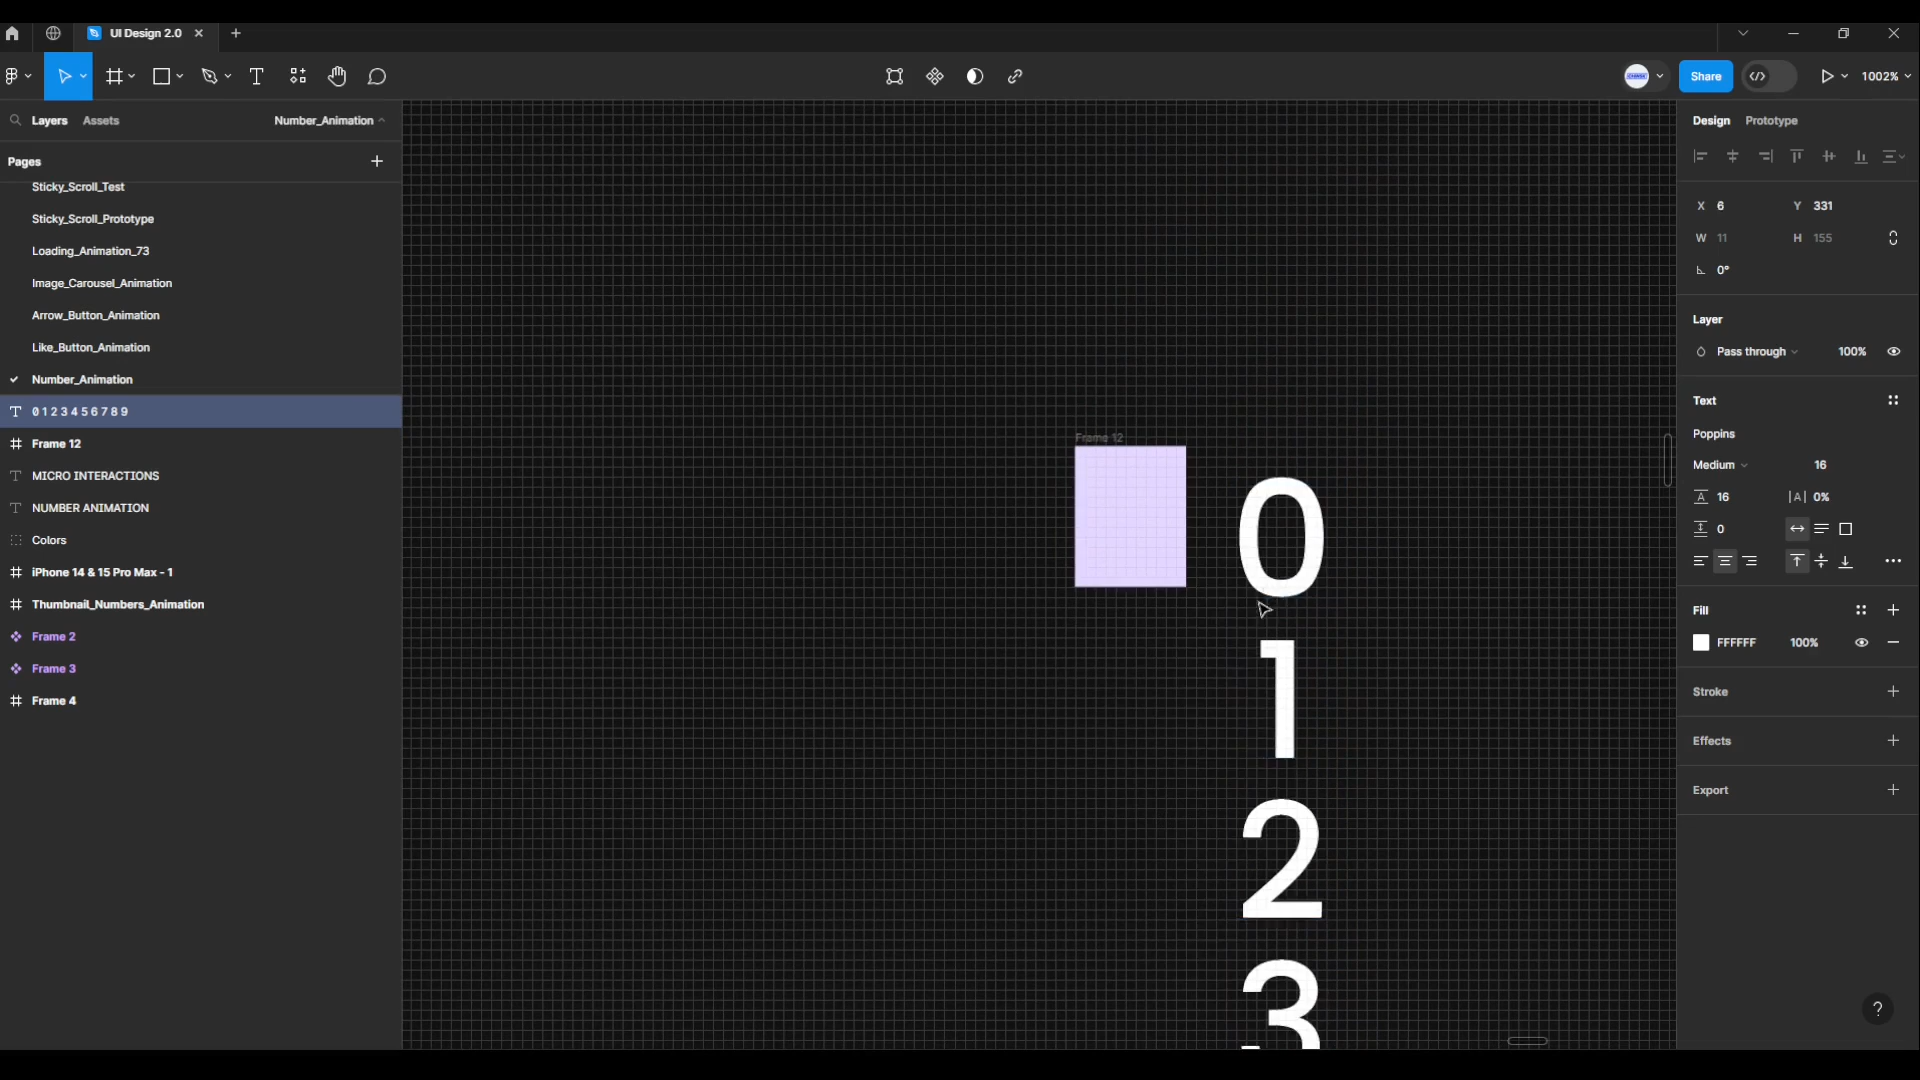 UI Design 2.0
Share
1002%
Layers Assets Number_Animation
Pages
Sticky_Scroll_Test
Sticky_Scroll_Prototype
Loading_Animation_73
Image_Carousel_Animation
Arrow_Button_Animation
Like_Button_Animation
Number_Animation
0 1 2 3 4 5 6 7 8 9
Frame 12
MICRO INTERACTIONS
NUMBER ANIMATION
Colors
iPhone 14 & 15 Pro Max - 1
Thumbnail_Numbers_Animation
Frame 2
Frame 3
Frame 4
Frame 12
0
1
2
3
Design Prototype
X 6 Y 331
W 11 H 155
0°
Layer
Pass through 100%
Text
Poppins
Medium 16
A 16 |A| 0%
0
Fill
FFFFFF 100%
Stroke
Effects
Export
?